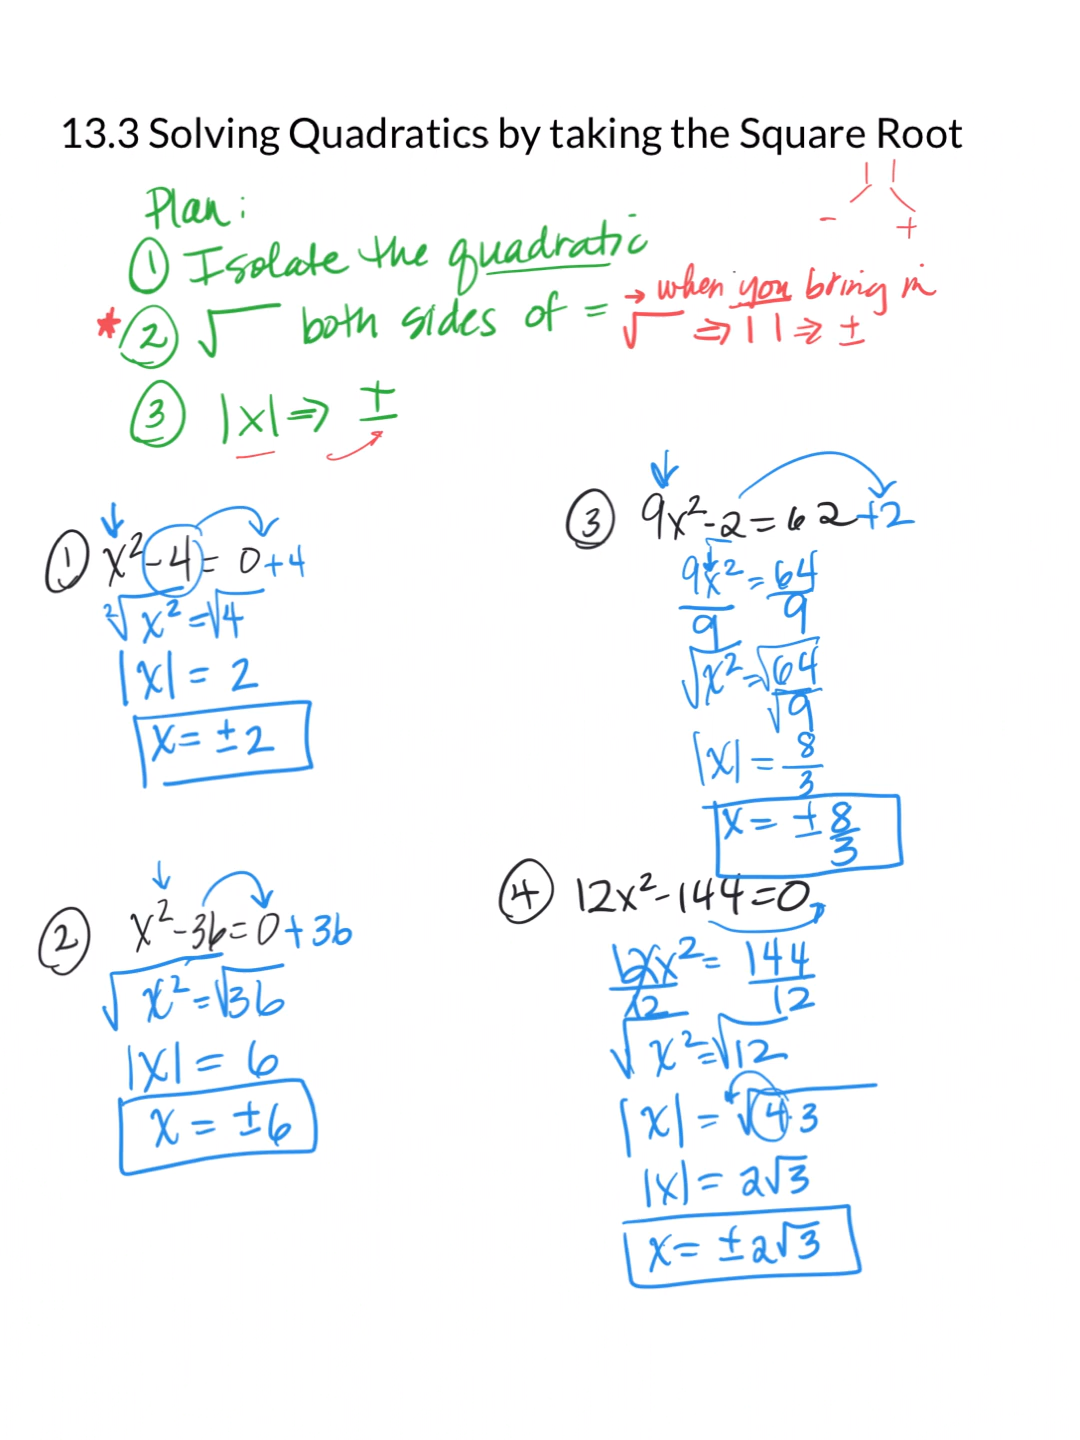 13.3 Solving Quadratics by taking the Square Root
Plan:
① Isolate the quadratic
* ② √ both sides of = → when you bring in √ ⇒ | | ⇒ ±
③ |x| ⇒ ±
| |
- +
① x² - 4 = 0 + 4
²√x² = √4
|x| = 2
x = ± 2
② x² - 36 = 0 + 36
√x² = √36
|x| = 6
x = ± 6
③ 9x² - 2 = 62 + 2
9x²/9 = 64/9
√x² = √64/√9
|x| = 8/3
x = ± 8/3
④ 12x² - 144 = 0
12x²/12 = 144/12
√x² = √12
|x| = √4·3
|x| = 2√3
x = ± 2√3